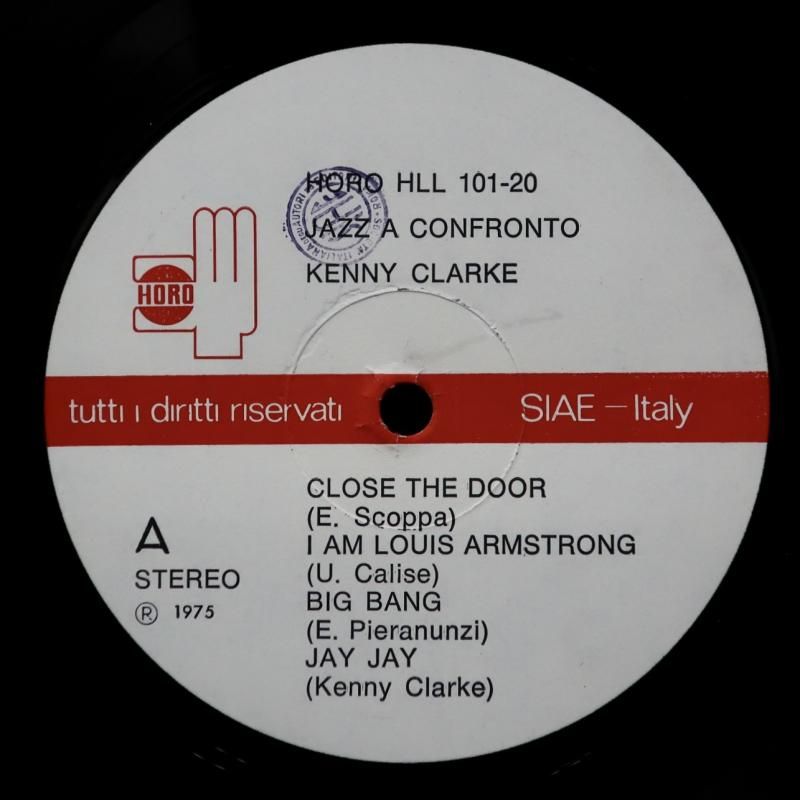 HORO HLL 101-20
JAZZ A CONFRONTO
KENNY CLARKE
HORO
tutti i diritti riservati
SIAE - Italy
CLOSE THE DOOR
(E. Scoppa)
I AM LOUIS ARMSTRONG
(U. Calise)
BIG BANG
(E. Pieranunzi)
JAY JAY
(Kenny Clarke)
A
STEREO
Ⓟ 1975